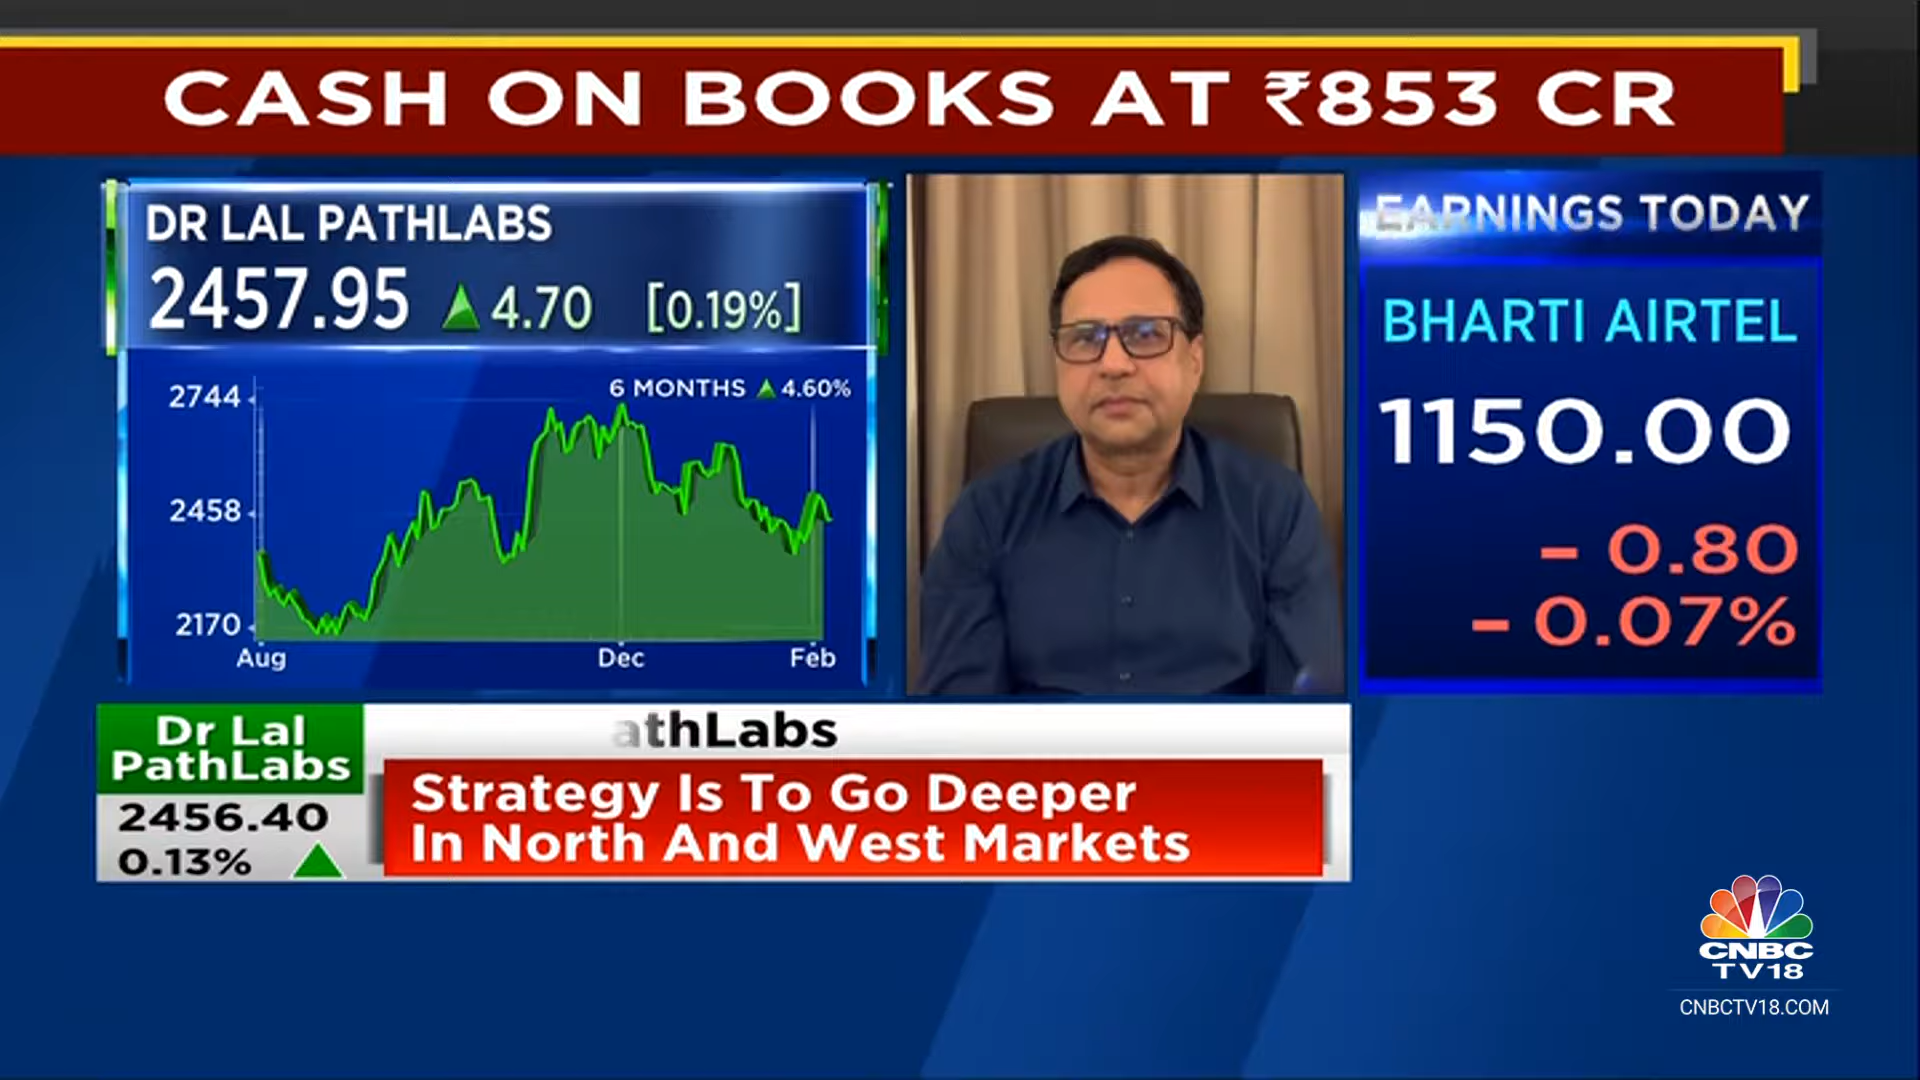 CASH ON BOOKS AT ₹853 CR
DR LAL PATHLABS
2457.95 ▲ 4.70 [0.19%]
6 MONTHS ▲ 4.60%
2744
2458
2170
Aug Dec Feb
EARNINGS TODAY
BHARTI AIRTEL
1150.00
- 0.80
- 0.07%
Dr Lal
PathLabs
2456.40
0.13% ▲
athLabs
Strategy Is To Go Deeper
In North And West Markets
CNBC
TV18
CNBCTV18.COM